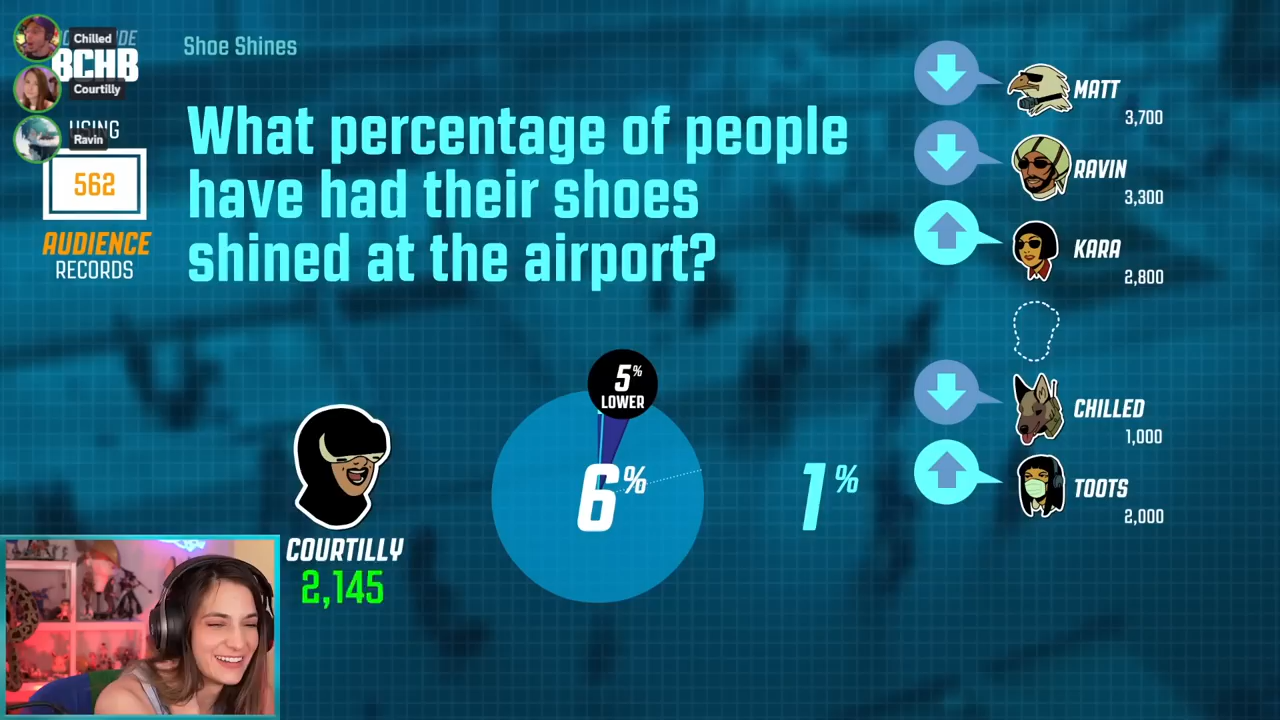 Chilled
BCHB
Courtilly
USING
Ravin
562
AUDIENCE
RECORDS
Shoe Shines
What percentage of people
have had their shoes
shined at the airport?
5%
LOWER
6%
1%
COURTILLY
2,145
MATT
3,700
RAVIN
3,300
KARA
2,800
CHILLED
1,000
TOOTS
2,000